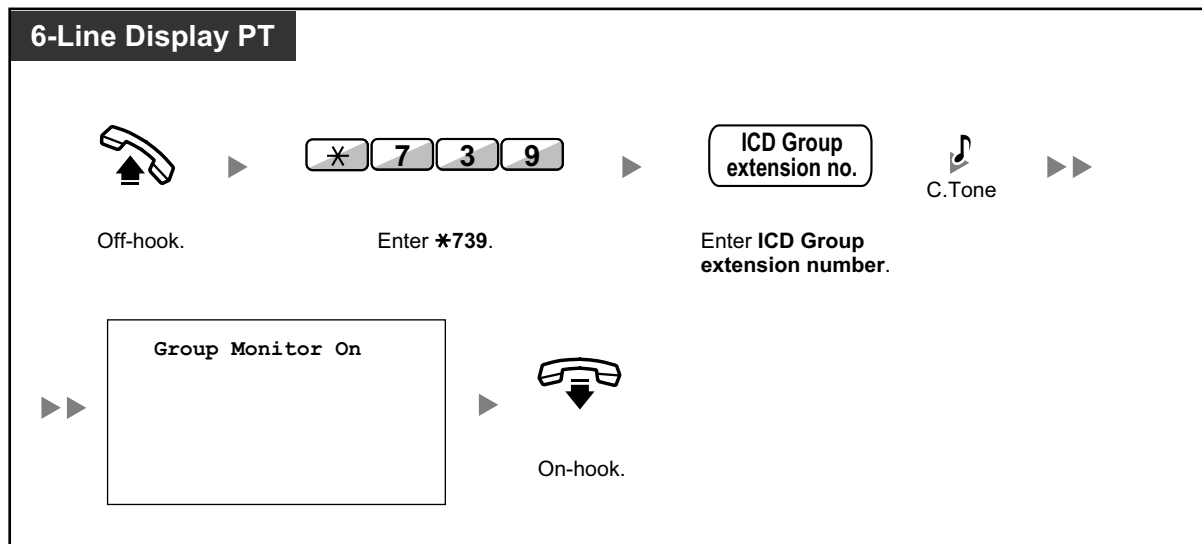 6-Line Display PT
* 7 3 9
ICD Group
extension no.
C.Tone
Off-hook.
Enter *739.
Enter ICD Group
extension number.
Group Monitor On
On-hook.